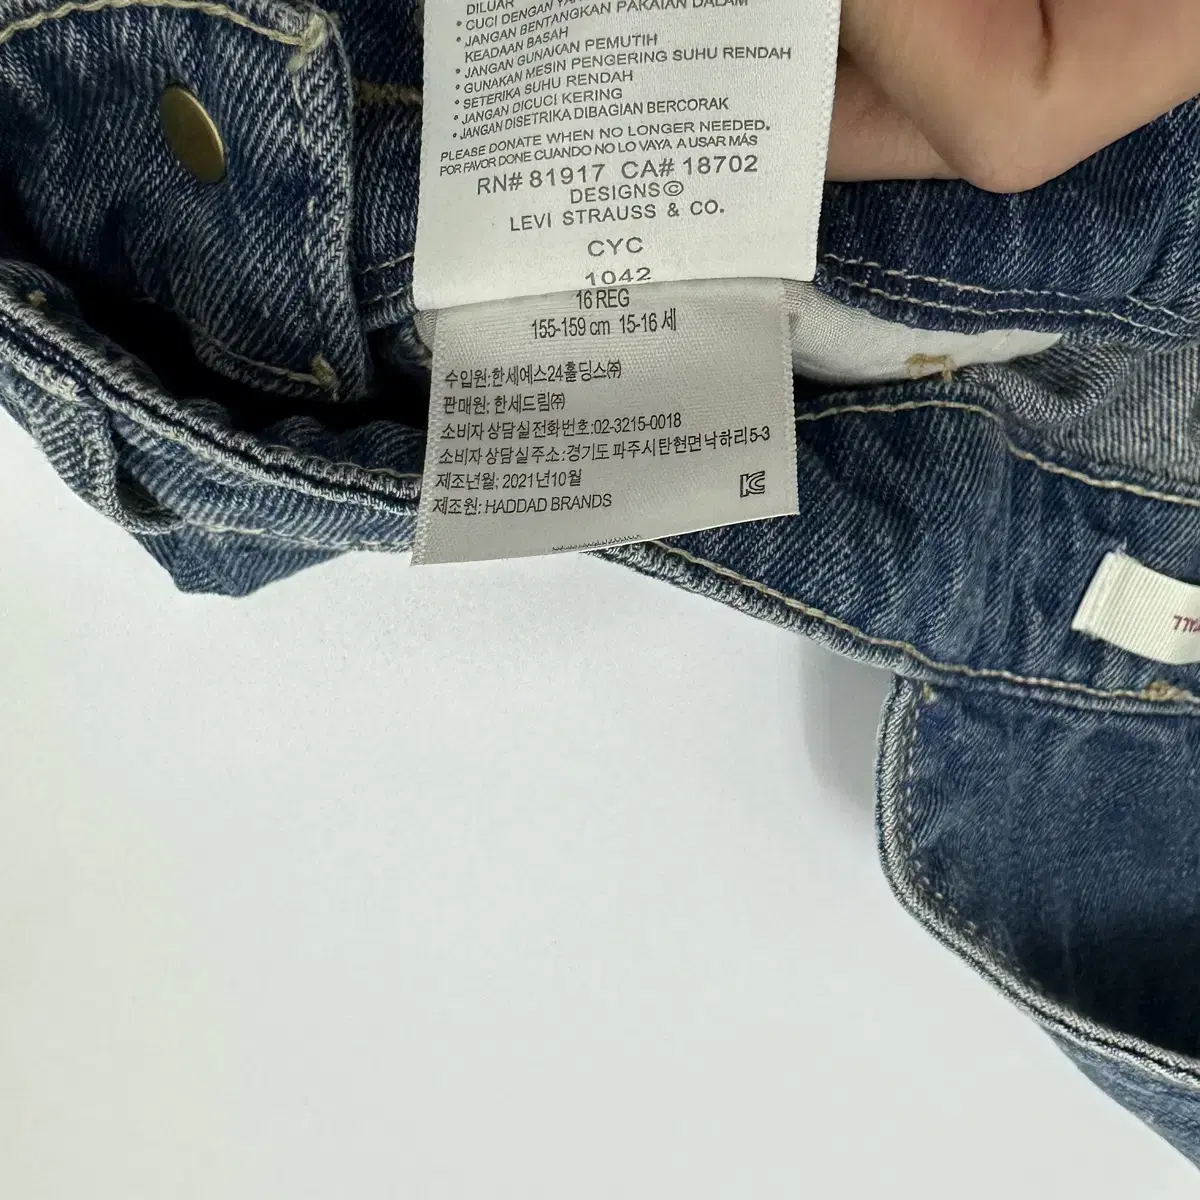 DILUAR
* CUCI DENGAN
* JANGAN BENTANGKAN PAKAIAN DALAM
KEADAAN BASAH
* JANGAN GUNAKAN PEMUTIH
* GUNAKAN MESIN PENGERING SUHU RENDAH
* SETERIKA SUHU RENDAH
* JANGAN DICUCI KERING
* JANGAN DISETRIKA DIBAGIAN BERCORAK
PLEASE DONATE WHEN NO LONGER NEEDED.
POR FAVOR DONE CUANDO NO LO VAYA A USAR MÁS
RN# 81917 CA# 18702
DESIGNS©
LEVI STRAUSS & CO.
CYC
1042
16 REG
155-159 cm 15-16 세
수입원:한세예스24홀딩스㈜
판매원: 한세드림㈜
소비자 상담실전화번호:02-3215-0018
소비자 상담실주소:경기도 파주시탄현면낙하리5-3
제조년월: 2021년10월
제조원: HADDAD BRANDS